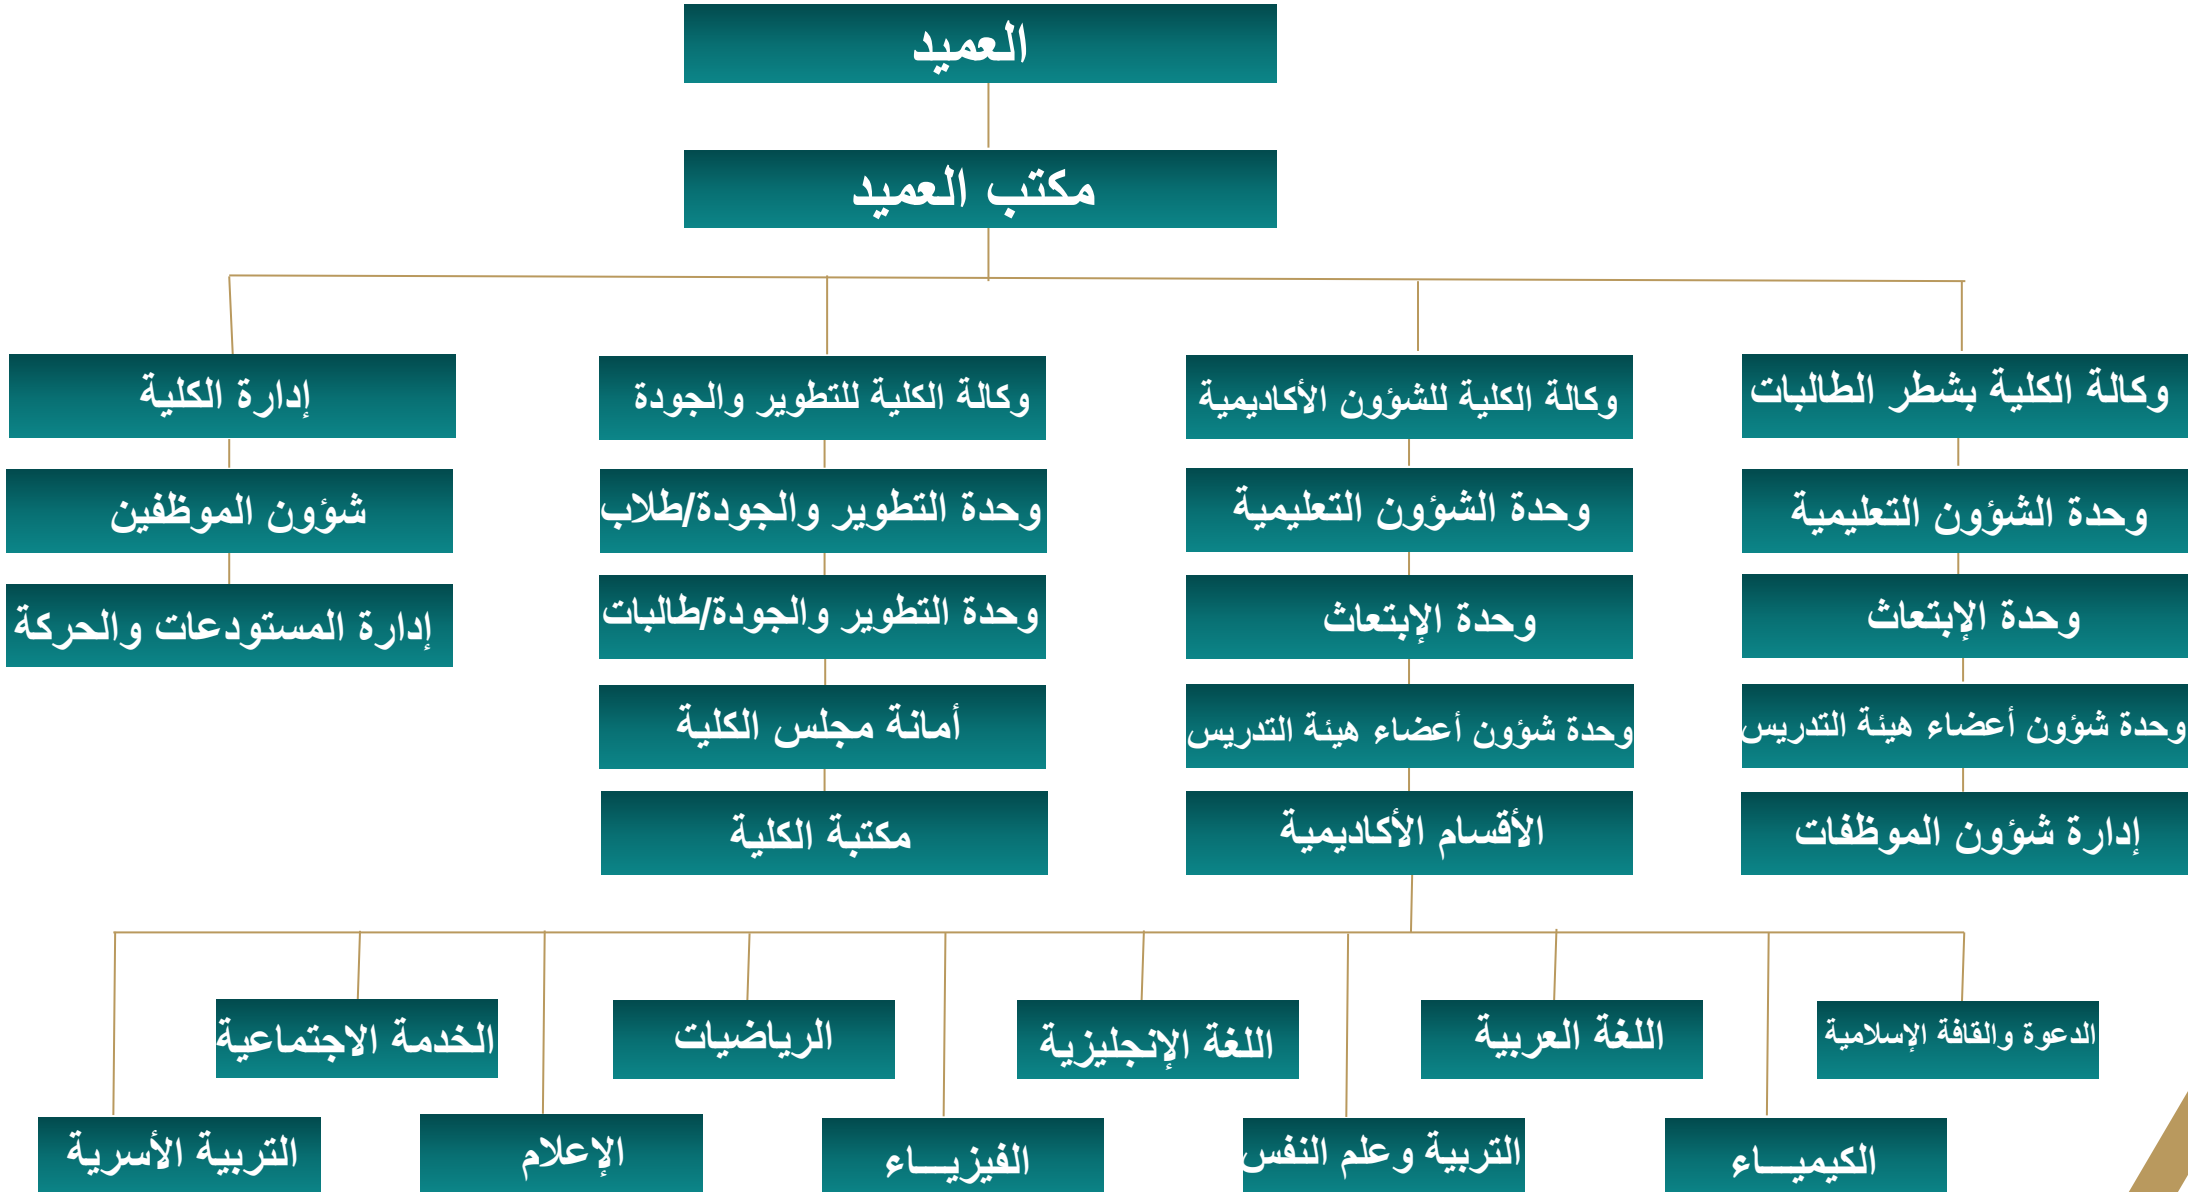 العميد
مكتب العميد
وكالة الكلية بشطر الطالبات
وكالة الكلية للشؤون الأكاديمية
وكالة الكلية للتطوير والجودة
إدارة الكلية
وحدة الشؤون التعليمية
وحدة الشؤون التعليمية
وحدة التطوير والجودة/طلاب
شؤون الموظفين
وحدة الإبتعاث
وحدة الإبتعاث
وحدة التطوير والجودة/طالبات
إدارة المستودعات والحركة
وحدة شؤون أعضاء هيئة التدريس
وحدة شؤون أعضاء هيئة التدريس
أمانة مجلس الكلية
إدارة شؤون الموظفات
الأقسام الأكاديمية
مكتبة الكلية
الدعوة والقافة الإسلامية
اللغة العربية
اللغة الإنجليزية
الرياضيات
الخدمة الاجتماعية
الكيميــــاء
التربية وعلم النفس
الفيزيــــاء
الإعلام
التربية الأسرية